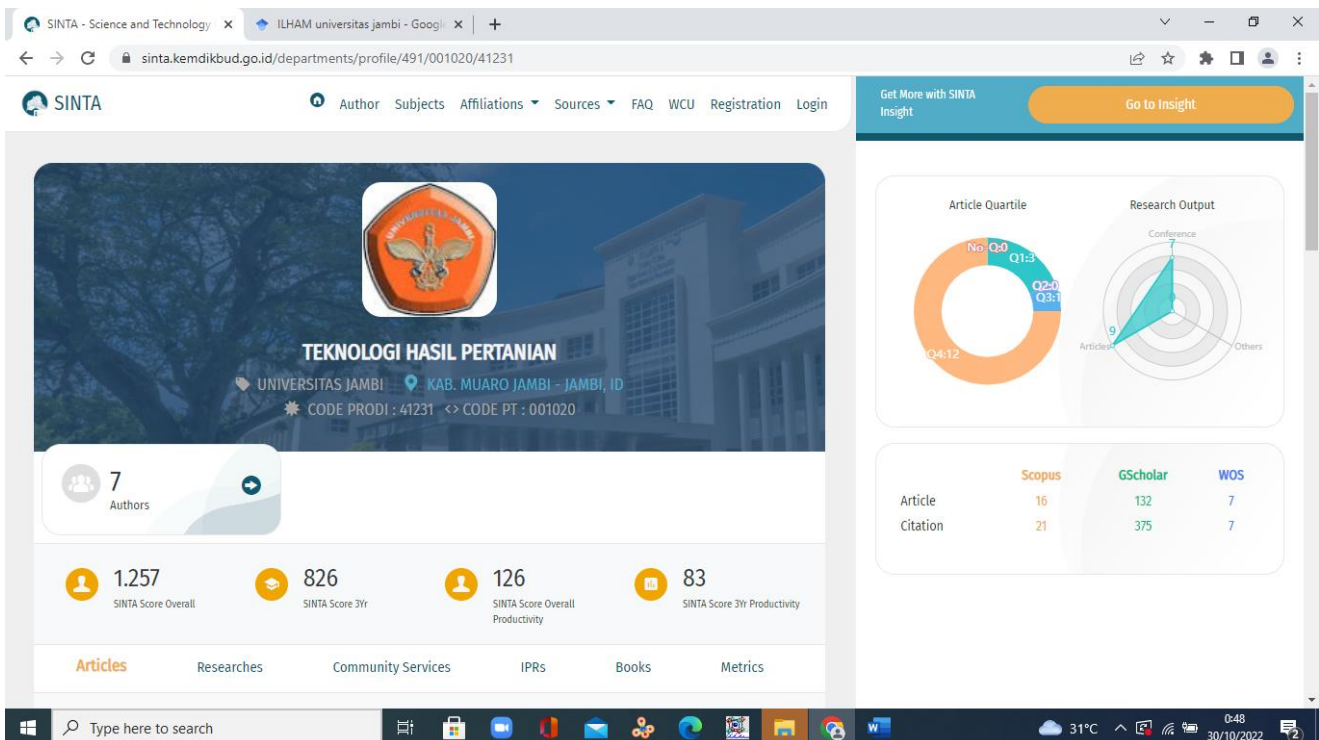 SINTA - Science and Technology
ILHAM universitas jambi - Google
sinta.kemdikbud.go.id/departments/profile/491/001020/41231
SINTA
Author Subjects Affiliations Sources FAQ WCU Registration Login
Get More with SINTA
Insight
Go to Insight
UNIVERSITAS JAMBI
TEKNOLOGI HASIL PERTANIAN
UNIVERSITAS JAMBI KAB. MUARO JAMBI - JAMBI, ID
CODE PRODI : 41231 <> CODE PT : 001020
7
Authors
1.257
SINTA Score Overall
826
SINTA Score 3Yr
126
SINTA Score Overall
Productivity
83
SINTA Score 3Yr Productivity
Articles Researches Community Services IPRs Books Metrics
Article Quartile
No-Q:0
Q1:3
Q2:0
Q3:1
Q4:12
Research Output
Conference
7
9
Articles
Others
Scopus GScholar WOS
Article 16 132 7
Citation 21 375 7
Type here to search
31°C
0:48
30/10/2022
2